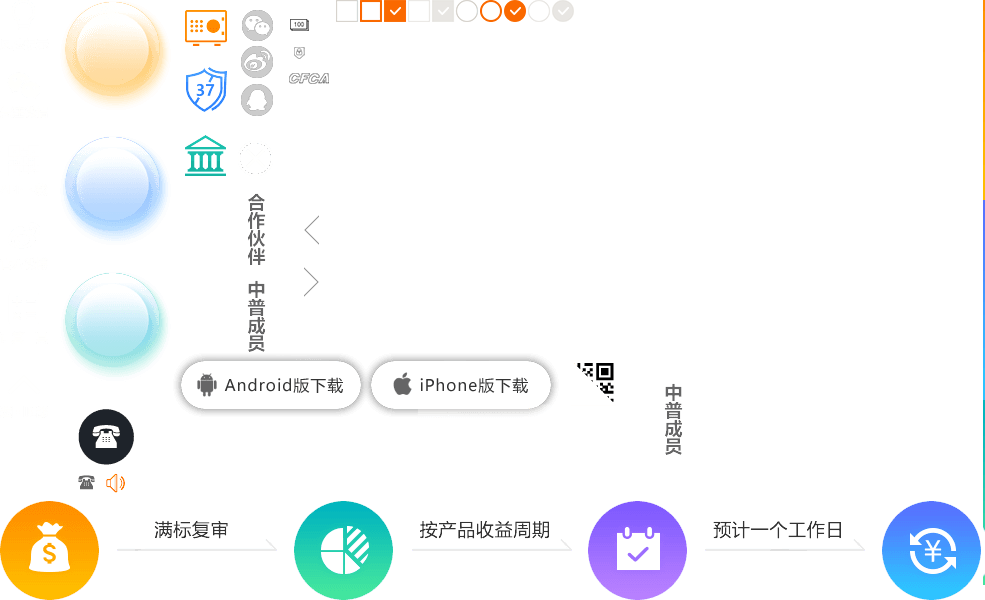 100
37
CFCA
合作伙伴
中普成员
Android版下载
iPhone版下载
中普成员
满标复审
按产品收益周期
预计一个工作日